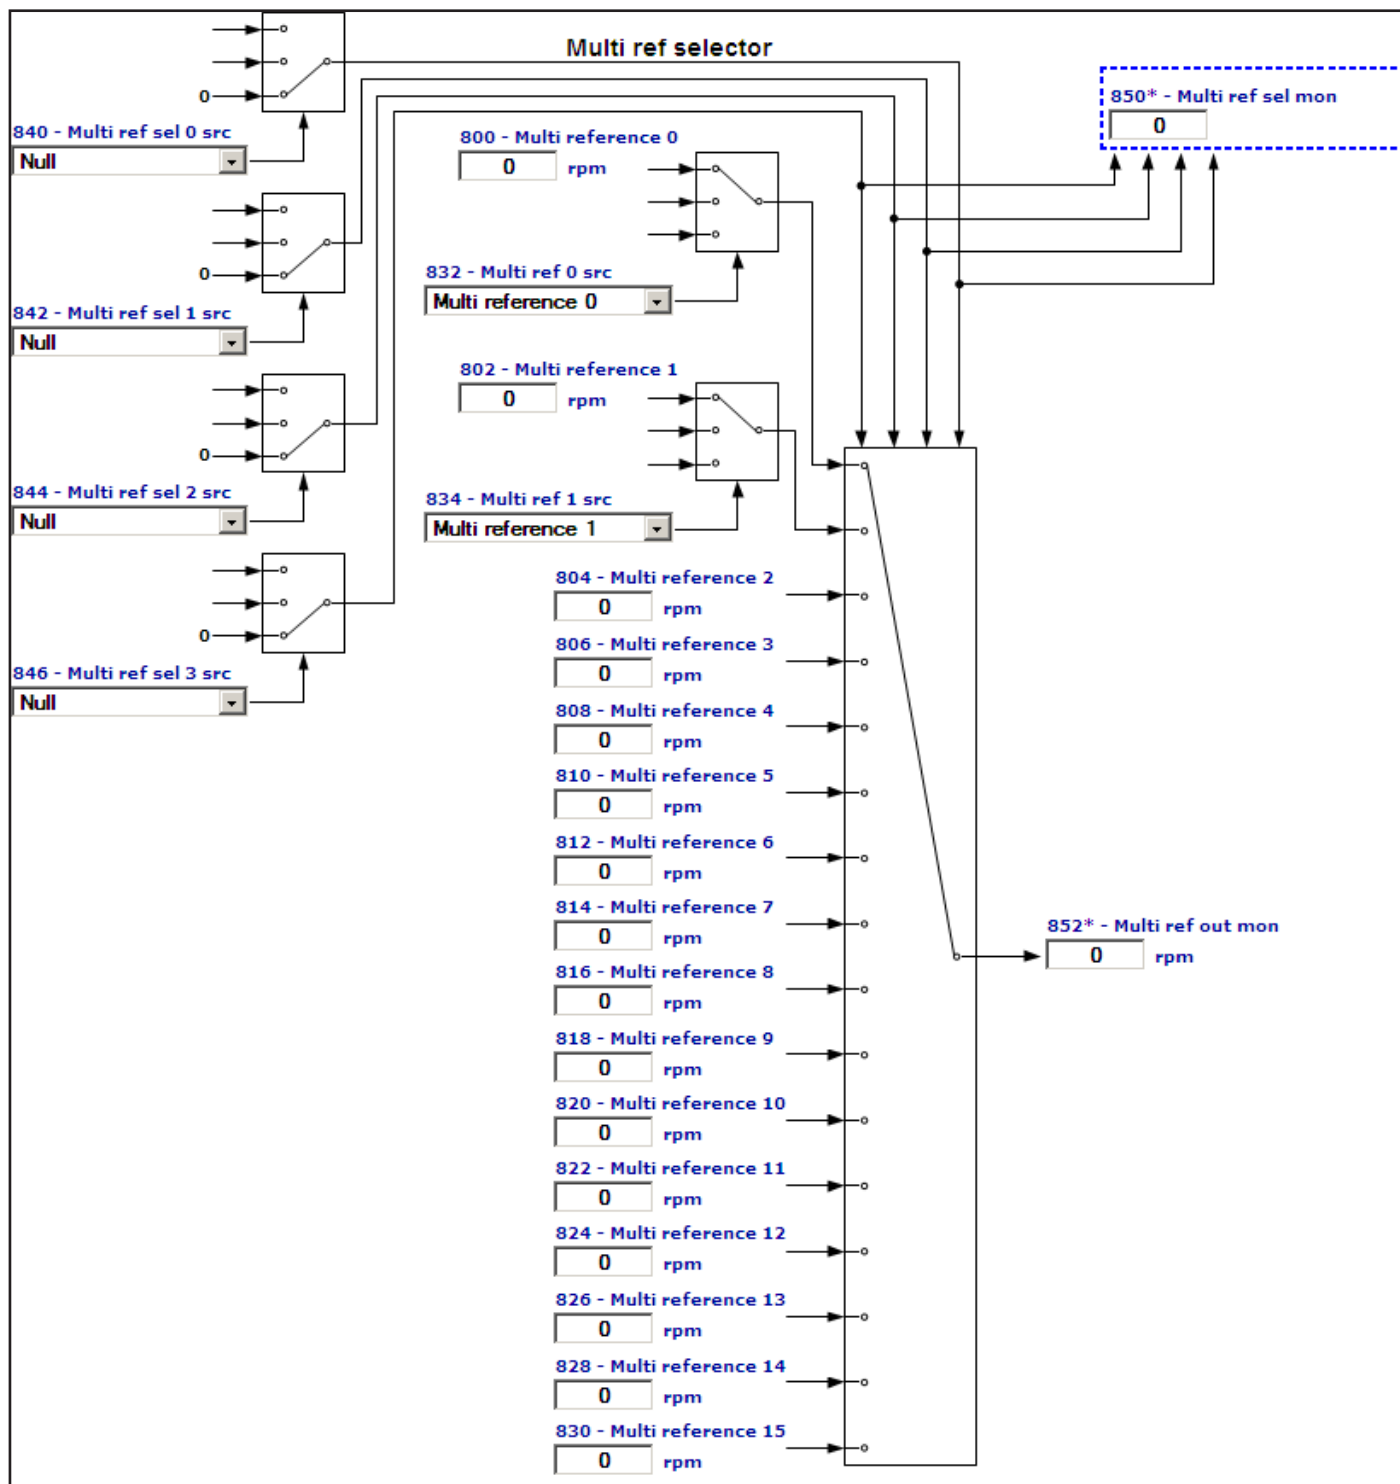 Multi ref selector
0
840 - Multi ref sel 0 src
Null
0
842 - Multi ref sel 1 src
Null
0
844 - Multi ref sel 2 src
Null
0
846 - Multi ref sel 3 src
Null
800 - Multi reference 0
0 rpm
832 - Multi ref 0 src
Multi reference 0
802 - Multi reference 1
0 rpm
834 - Multi ref 1 src
Multi reference 1
804 - Multi reference 2
0 rpm
806 - Multi reference 3
0 rpm
808 - Multi reference 4
0 rpm
810 - Multi reference 5
0 rpm
812 - Multi reference 6
0 rpm
814 - Multi reference 7
0 rpm
816 - Multi reference 8
0 rpm
818 - Multi reference 9
0 rpm
820 - Multi reference 10
0 rpm
822 - Multi reference 11
0 rpm
824 - Multi reference 12
0 rpm
826 - Multi reference 13
0 rpm
828 - Multi reference 14
0 rpm
830 - Multi reference 15
0 rpm
850* - Multi ref sel mon
0
852* - Multi ref out mon
0 rpm